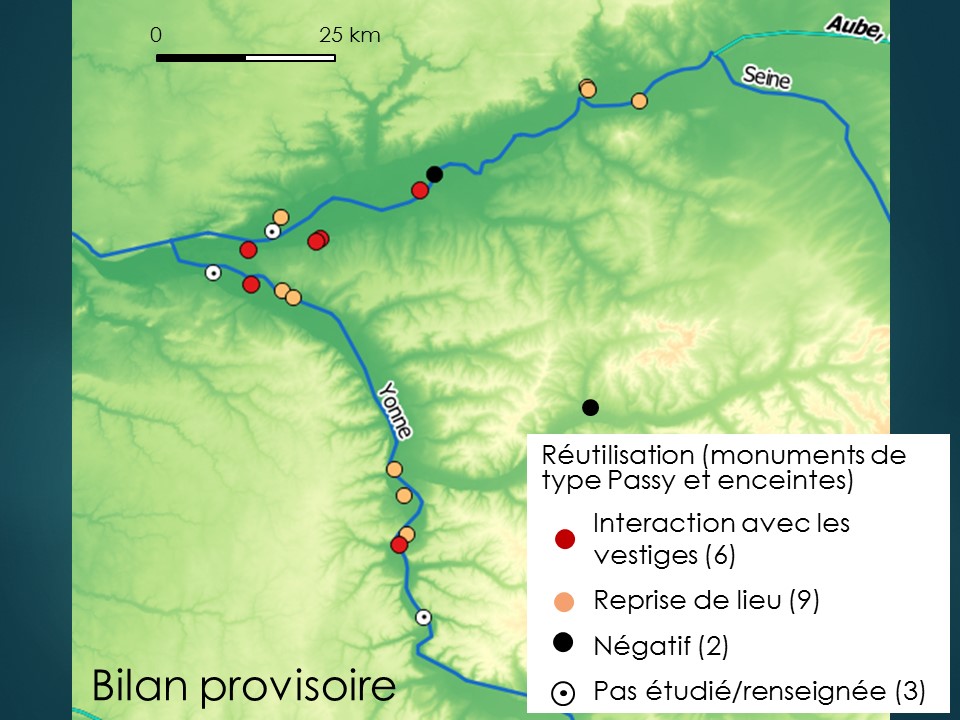 0 25 km
Aube,
Seine
Yonne
Réutilisation (monuments de
type Passy et enceintes)
Interaction avec les
vestiges (6)
Reprise de lieu (9)
Négatif (2)
Pas étudié/renseignée (3)
Bilan provisoire